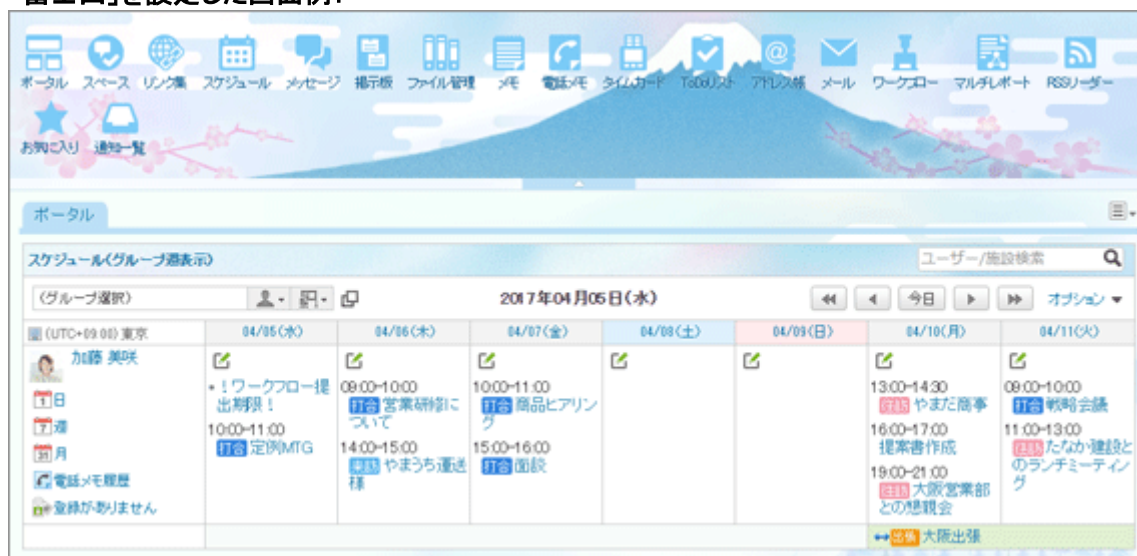 富士山」を設定した画面例:
ポータル スペース リンク集 スケジュール メッセージ 掲示板 ファイル管理 メモ 電話メモ タイムカード ToDoリスト アドレス帳 メール ワークフロー マルチレポート RSSリーダー
お気に入り 通知一覧
ポータル
スケジュール(グループ週表示)
ユーザー/施設検索
(グループ選択)
2017年04月05日(水)
今日
オプション
(UTC+09:00) 東京
04/05(水) 04/06(木) 04/07(金) 04/08(土) 04/09(日) 04/10(月) 04/11(火)
加藤 美咲
1 日
7 週
31 月
電話メモ履歴
登録がありません
・!ワークフロー提
出期限!
10:00-11:00
打合 定例MTG
09:00-10:00
打合 営業研修に
ついて
14:00-15:00
来訪 やまうち運送
様
10:00-11:00
打合 商品ヒアリン
グ
15:00-16:00
打合 面談
13:00-14:30
往訪 やまだ商事
16:00-17:00
提案書作成
19:00-21:00
往訪 大阪営業部
との懇親会
09:00-10:00
打合 戦略会議
11:00-13:00
往訪 たなか建設と
のランチミーティン
グ
出張 大阪出張